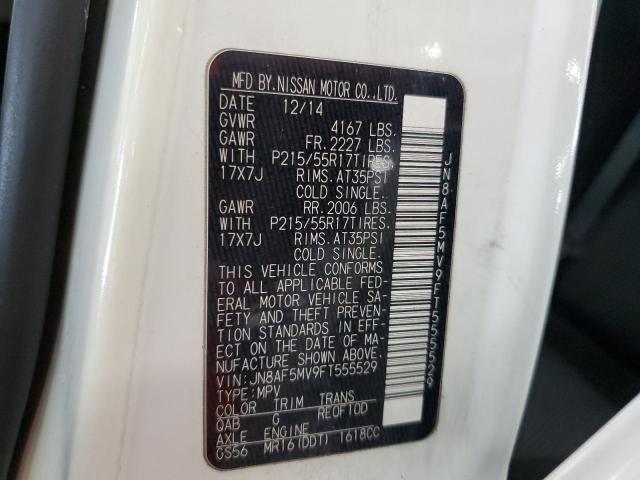 MFD BY.NISSAN MOTOR CO.,LTD.
DATE 12/14
GVWR 4167 LBS.
GAWR FR.2227 LBS.
WITH P215/55R17TIRES.
17X7J RIMS.AT35PSI
COLD SINGLE.
GAWR RR.2006 LBS.
WITH P215/55R17TIRES.
17X7J RIMS.AT35PSI
COLD SINGLE.
THIS VEHICLE CONFORMS
TO ALL APPLICABLE FED-
ERAL MOTOR VEHICLE SA-
FETY AND THEFT PREVEN-
TION STANDARDS IN EFF-
ECT ON THE DATE OF MA-
NUFACTURE SHOWN ABOVE.
VIN:JN8AF5MV9FT555529
TYPE:MPV
COLOR TRIM TRANS
QAB G RE0F10D
AXLE ENGINE
GS56 MR16(DDT) 1618CC
JN8AF5MV9FT555529